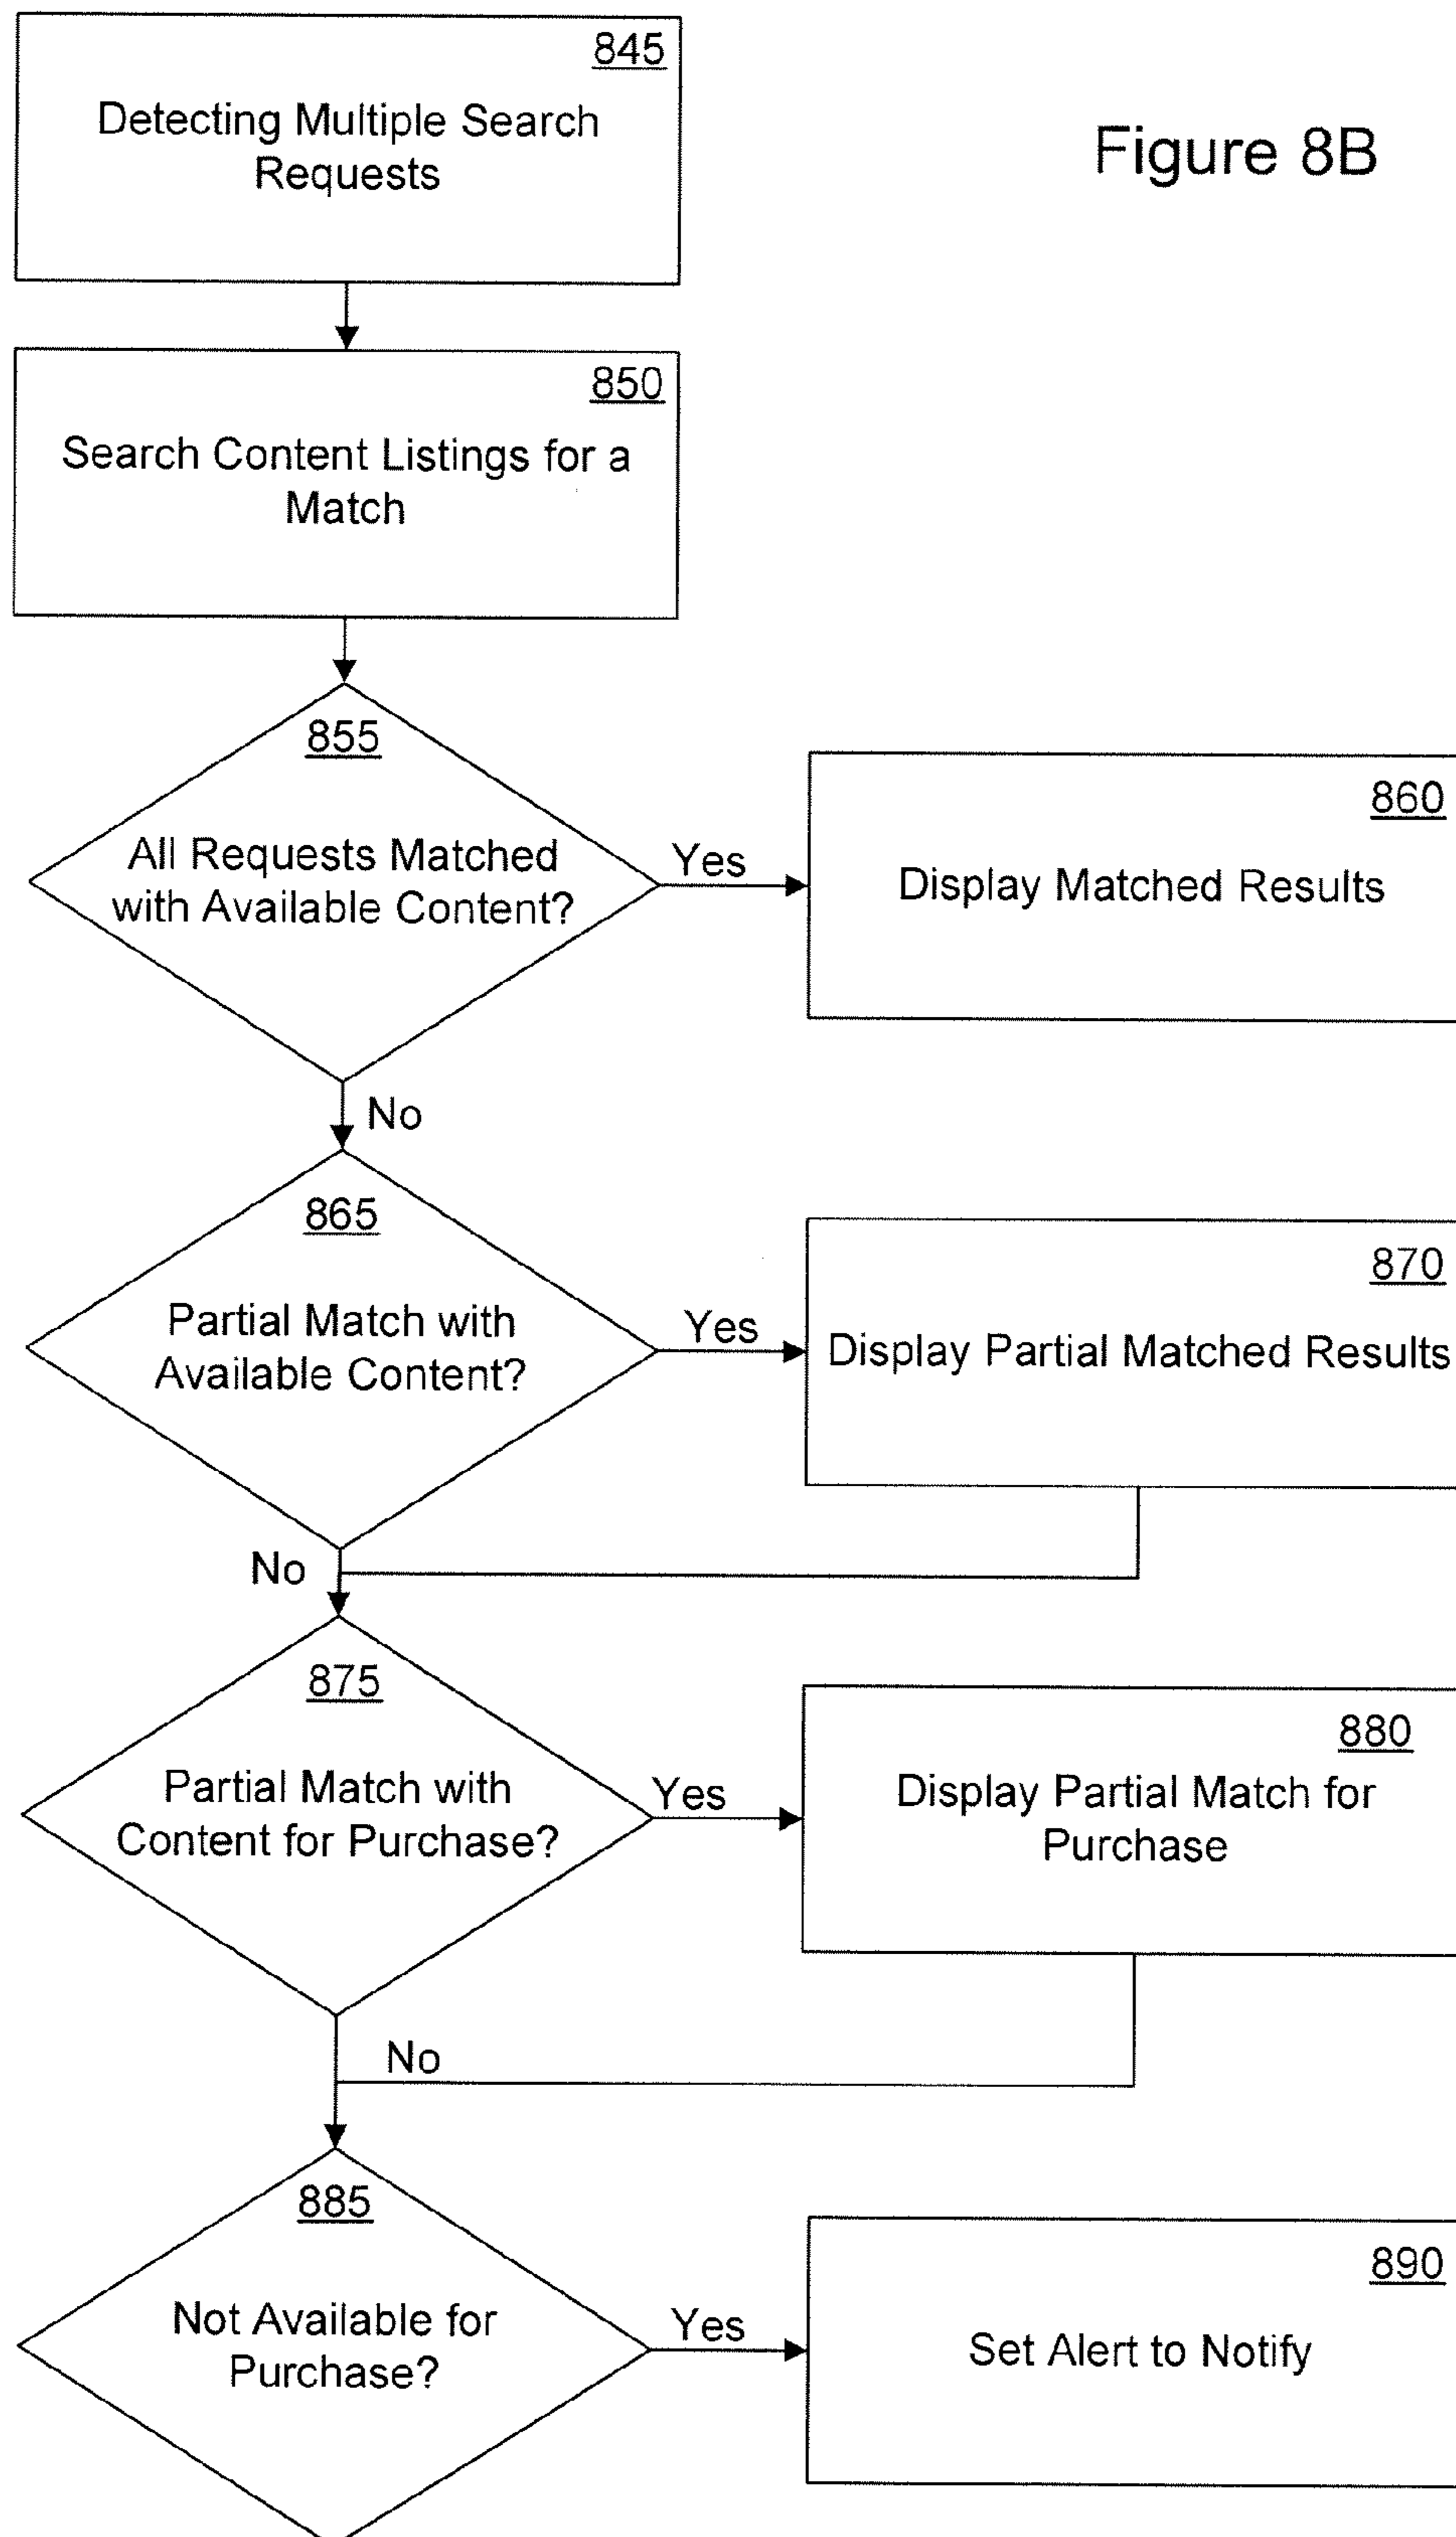 Figure 8B
845
Detecting Multiple Search
Requests
850
Search Content Listings for a
Match
855
All Requests Matched
with Available Content?
Yes
860
Display Matched Results
No
865
Partial Match with
Available Content?
Yes
870
Display Partial Matched Results
No
875
Partial Match with
Content for Purchase?
Yes
880
Display Partial Match for
Purchase
No
885
Not Available for
Purchase?
Yes
890
Set Alert to Notify